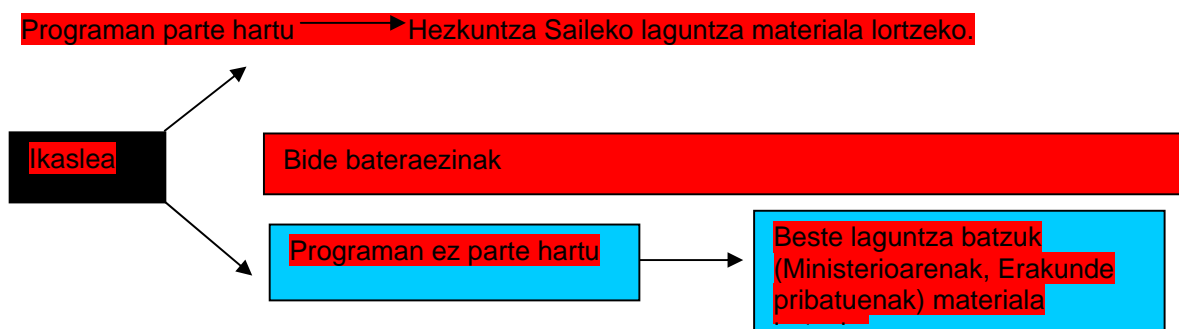 Programan parte hartu Hezkuntza Saileko laguntza materiala lortzeko.
Ikaslea
Bide bateraezinak
Programan ez parte hartu
Beste laguntza batzuk
(Ministerioarenak, Erakunde
pribatuenak) materiala